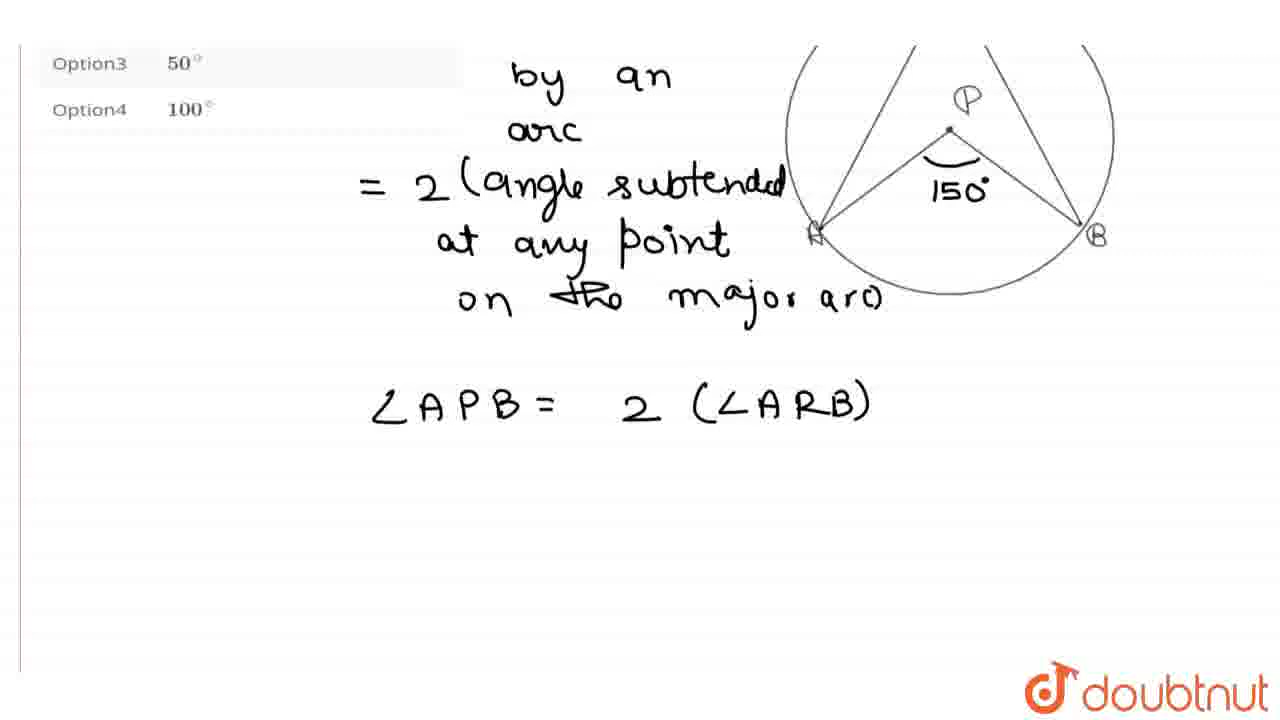 Option3 50°
Option4 100°
by an
arc
= 2 (angle subtended
at any point
on the major arc)
∠APB = 2 (∠ARB)
P
150°
A
B
doubtnut